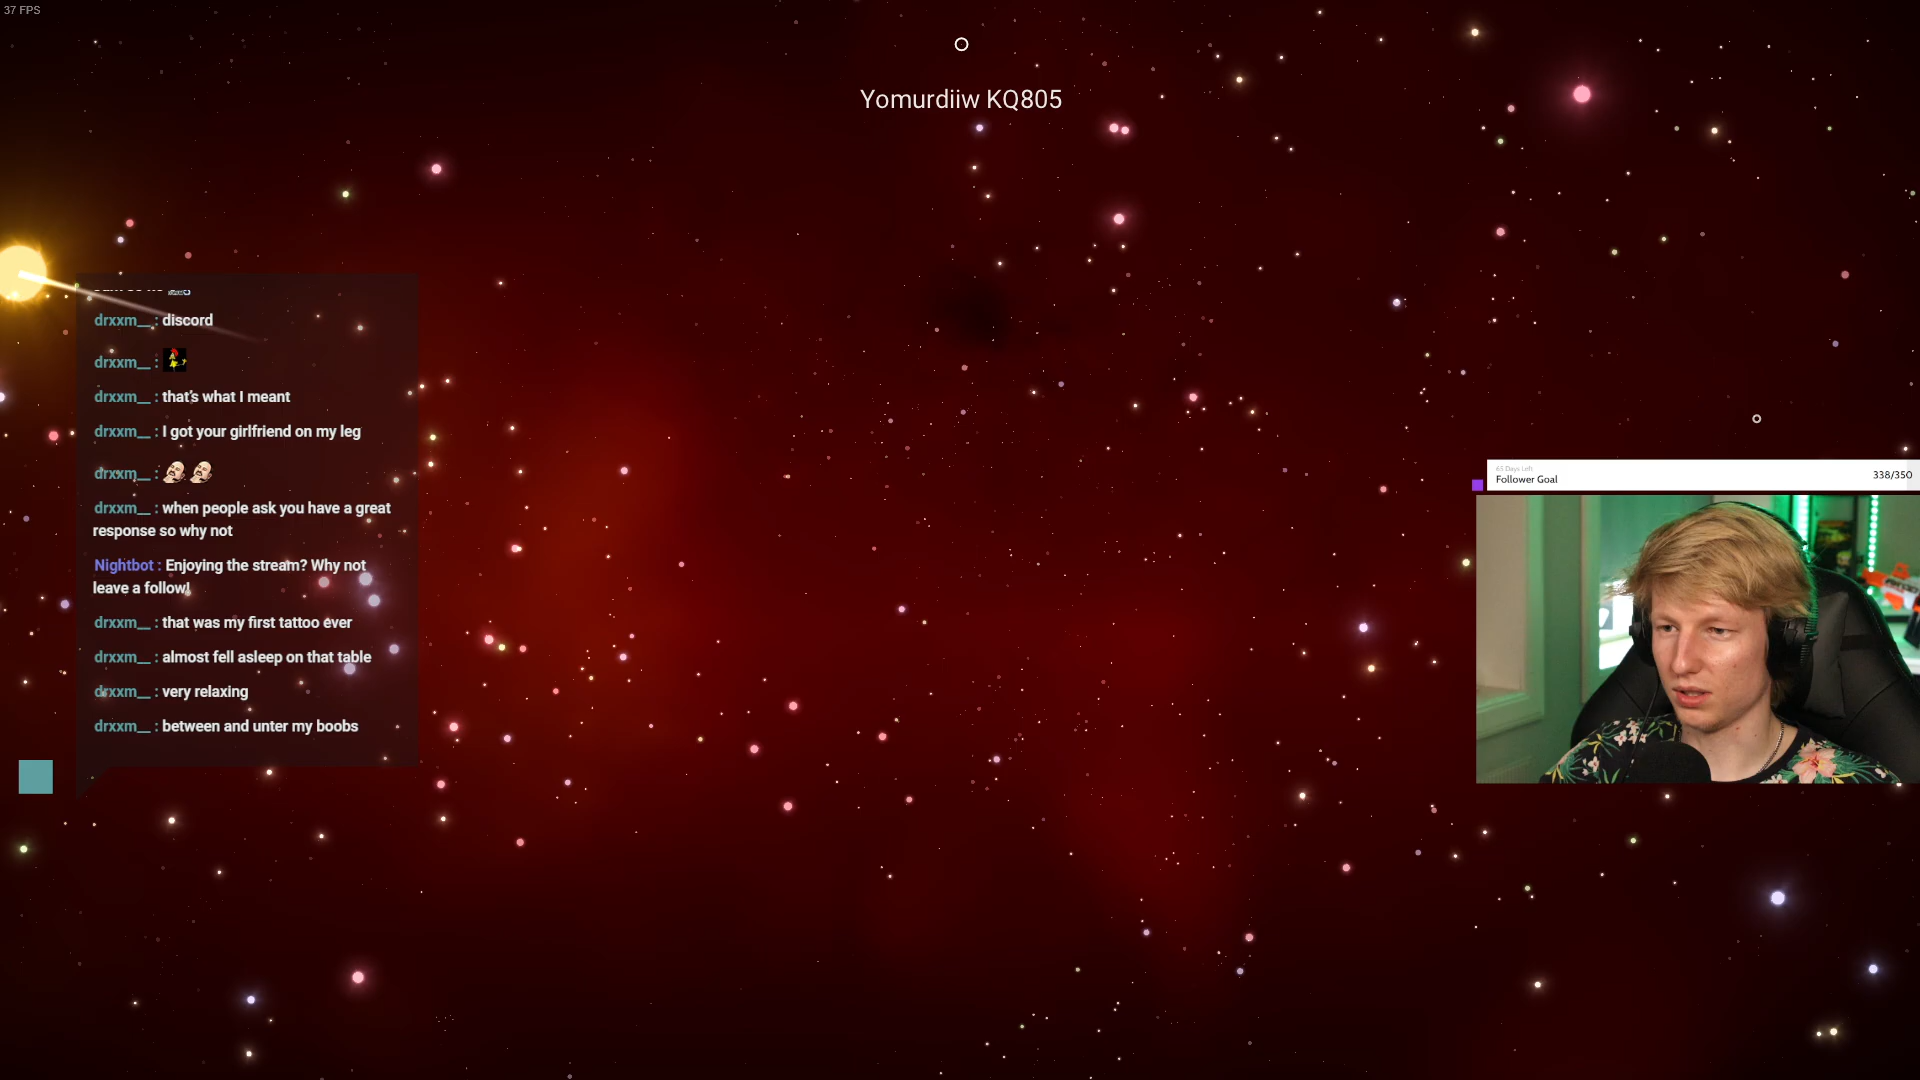 37 FPS
Yomurdiiw KQ805
drxxm__ : discord
drxxm__ :
drxxm__ : that's what I meant
drxxm__ : I got your girlfriend on my leg
drxxm__ :
drxxm__ : when people ask you have a great
response so why not
Nightbot : Enjoying the stream? Why not
leave a follow!
drxxm__ : that was my first tattoo ever
drxxm__ : almost fell asleep on that table
drxxm__ : very relaxing
drxxm__ : between and unter my boobs
65 Days Left
Follower Goal
338/350